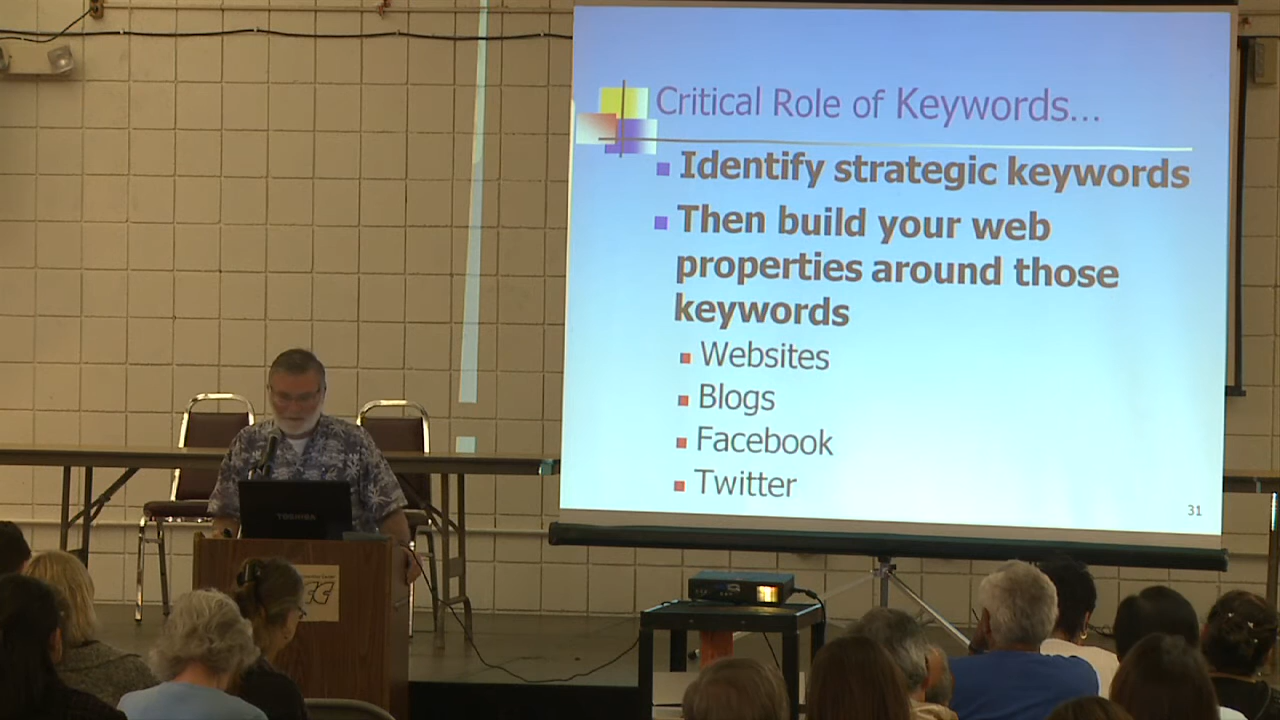 Critical Role of Keywords...
Identify strategic keywords
Then build your web
properties around those
keywords
Websites
Blogs
Facebook
Twitter
31
TOSHIBA